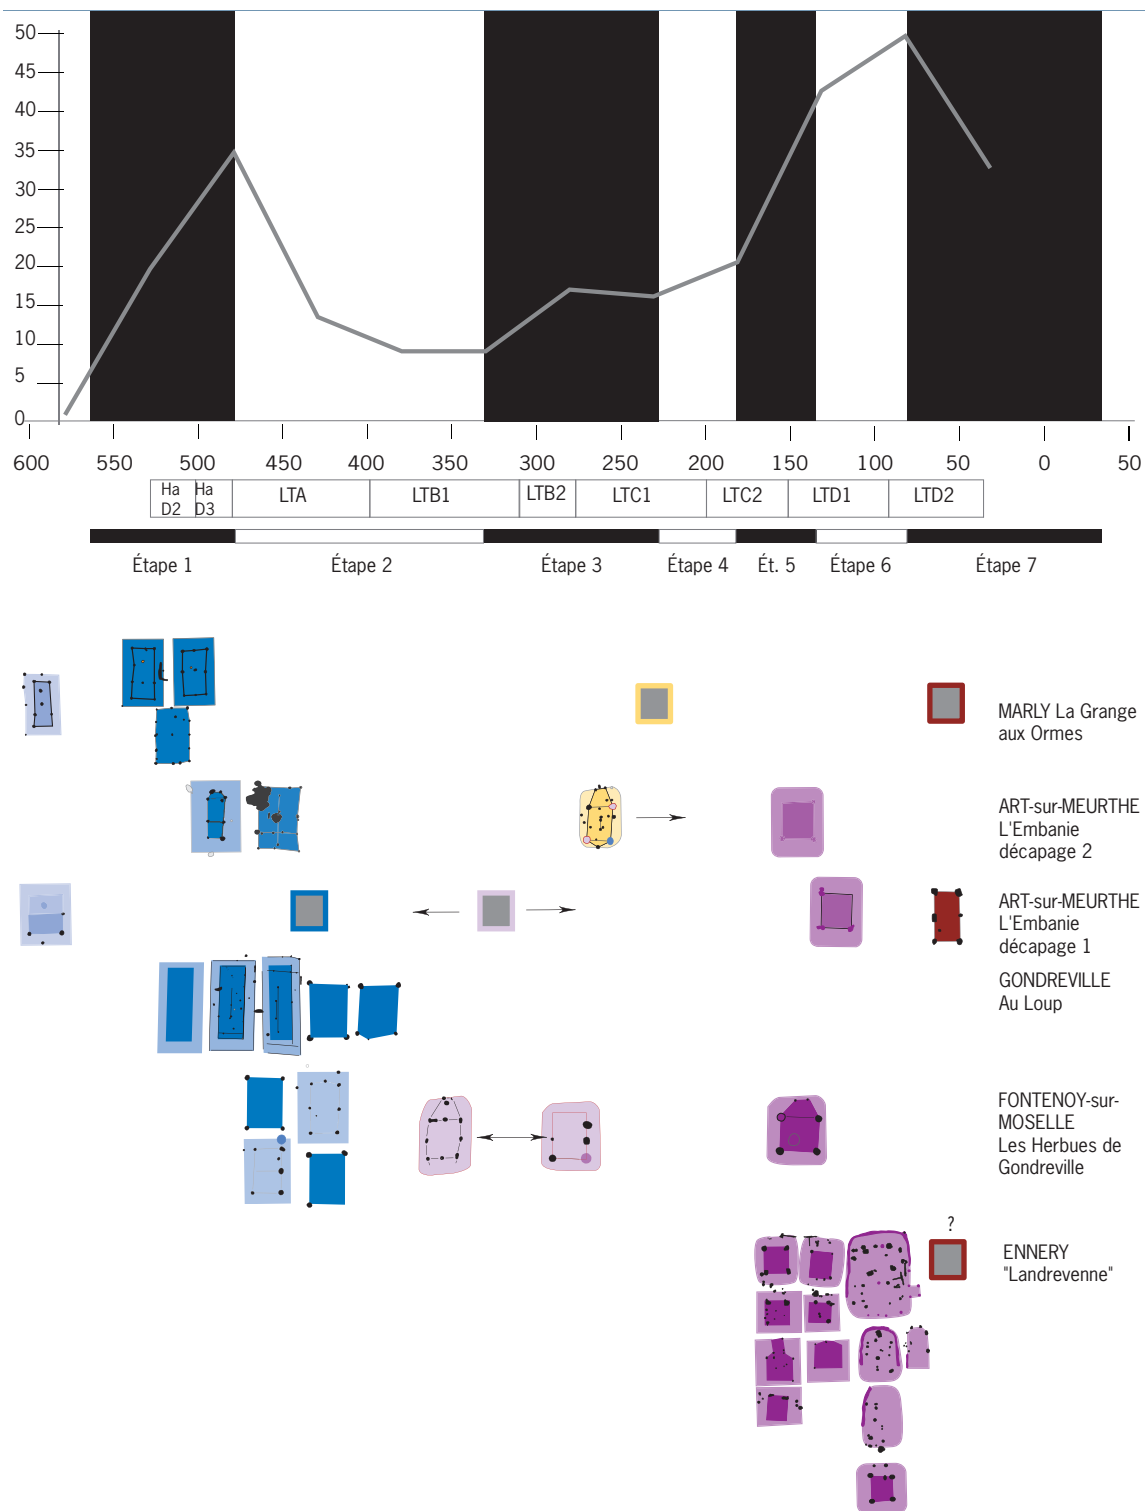 50
45
40
35
30
25
20
15
10
5
0
600 550 500 450 400 350 300 250 200 150 100 50 0 50
Ha D2 Ha D3 LTA LTB1 LTB2 LTC1 LTC2 LTD1 LTD2
Étape 1 Étape 2 Étape 3 Étape 4 Ét. 5 Étape 6 Étape 7
MARLY La Grange
aux Ormes
ART-sur-MEURTHE
L'Embanie
décapage 2
ART-sur-MEURTHE
L'Embanie
décapage 1
GONDREVILLE
Au Loup
FONTENOY-sur-
MOSELLE
Les Herbues de
Gondreville
?
ENNERY
"Landrevenne"